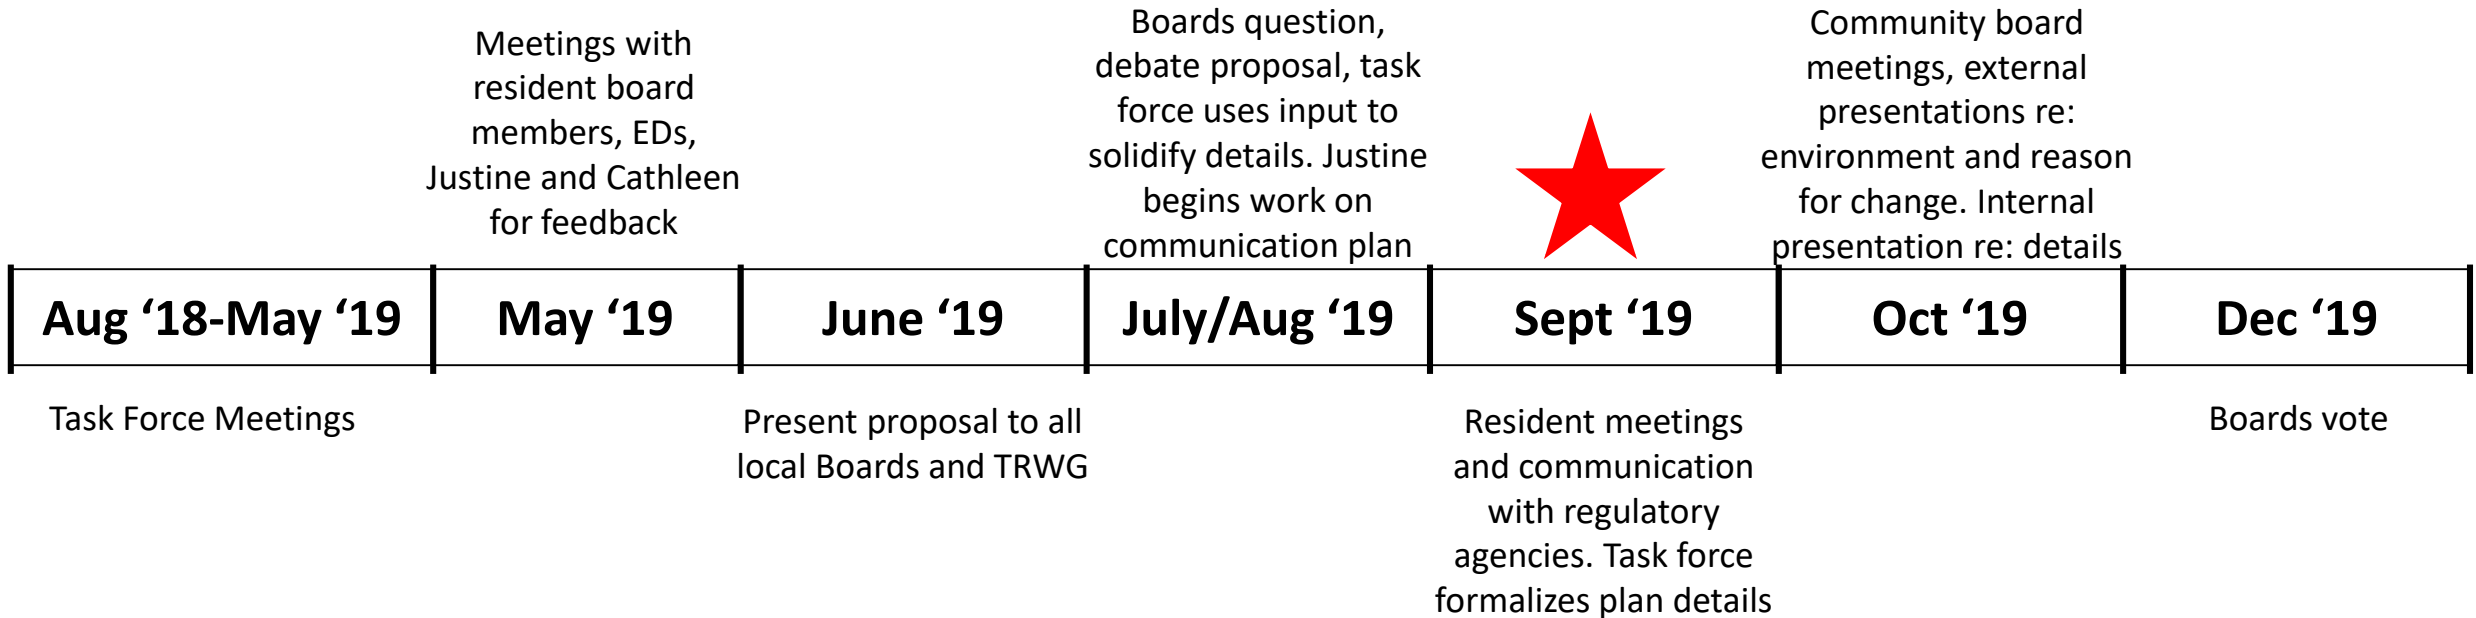 Meetings with
resident board
members, EDs,
Justine and Cathleen
for feedback
Boards question,
debate proposal, task
force uses input to
solidify details. Justine
begins work on
communication plan
Community board
meetings, external
presentations re:
environment and reason
for change. Internal
presentation re: details
Aug ‘18-May ‘19
May ‘19
June ‘19
July/Aug ‘19
Sept ‘19
Oct ‘19
Dec ‘19
Task Force Meetings
Present proposal to all
local Boards and TRWG
Resident meetings
and communication
with regulatory
agencies. Task force
formalizes plan details
Boards vote